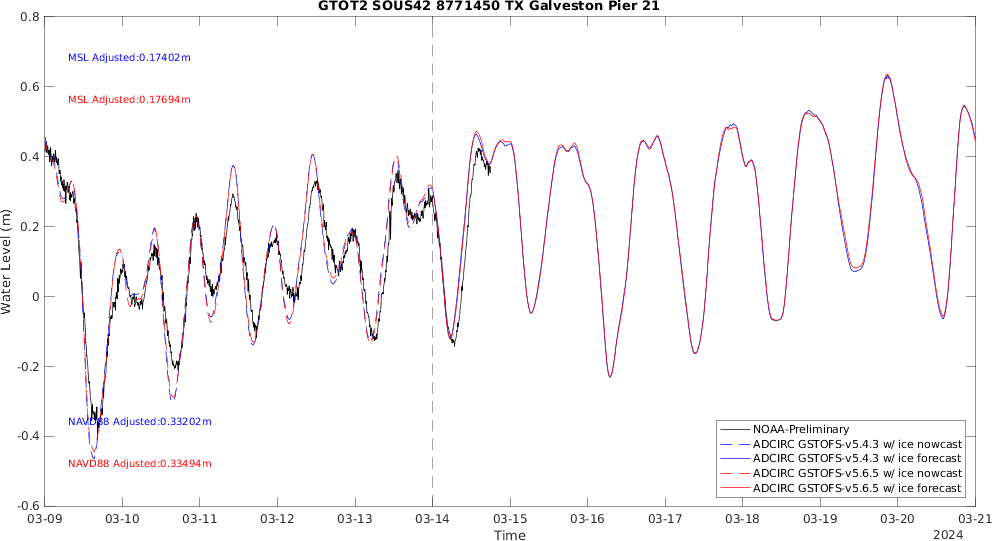 GTOT2 SOUS42 8771450 TX Galveston Pier 21
0.8
0.6
0.4
0.2
0
-0.2
-0.4
-0.6
Water Level (m)
MSL Adjusted:0.17402m
MSL Adjusted:0.17694m
NAVD88 Adjusted:0.33202m
NAVD88 Adjusted:0.33494m
NOAA-Preliminary
ADCIRC GSTOFS-v5.4.3 w/ ice nowcast
ADCIRC GSTOFS-v5.4.3 w/ ice forecast
ADCIRC GSTOFS-v5.6.5 w/ ice nowcast
ADCIRC GSTOFS-v5.6.5 w/ ice forecast
03-09 03-10 03-11 03-12 03-13 03-14 03-15 03-16 03-17 03-18 03-19 03-20 03-21
Time
2024